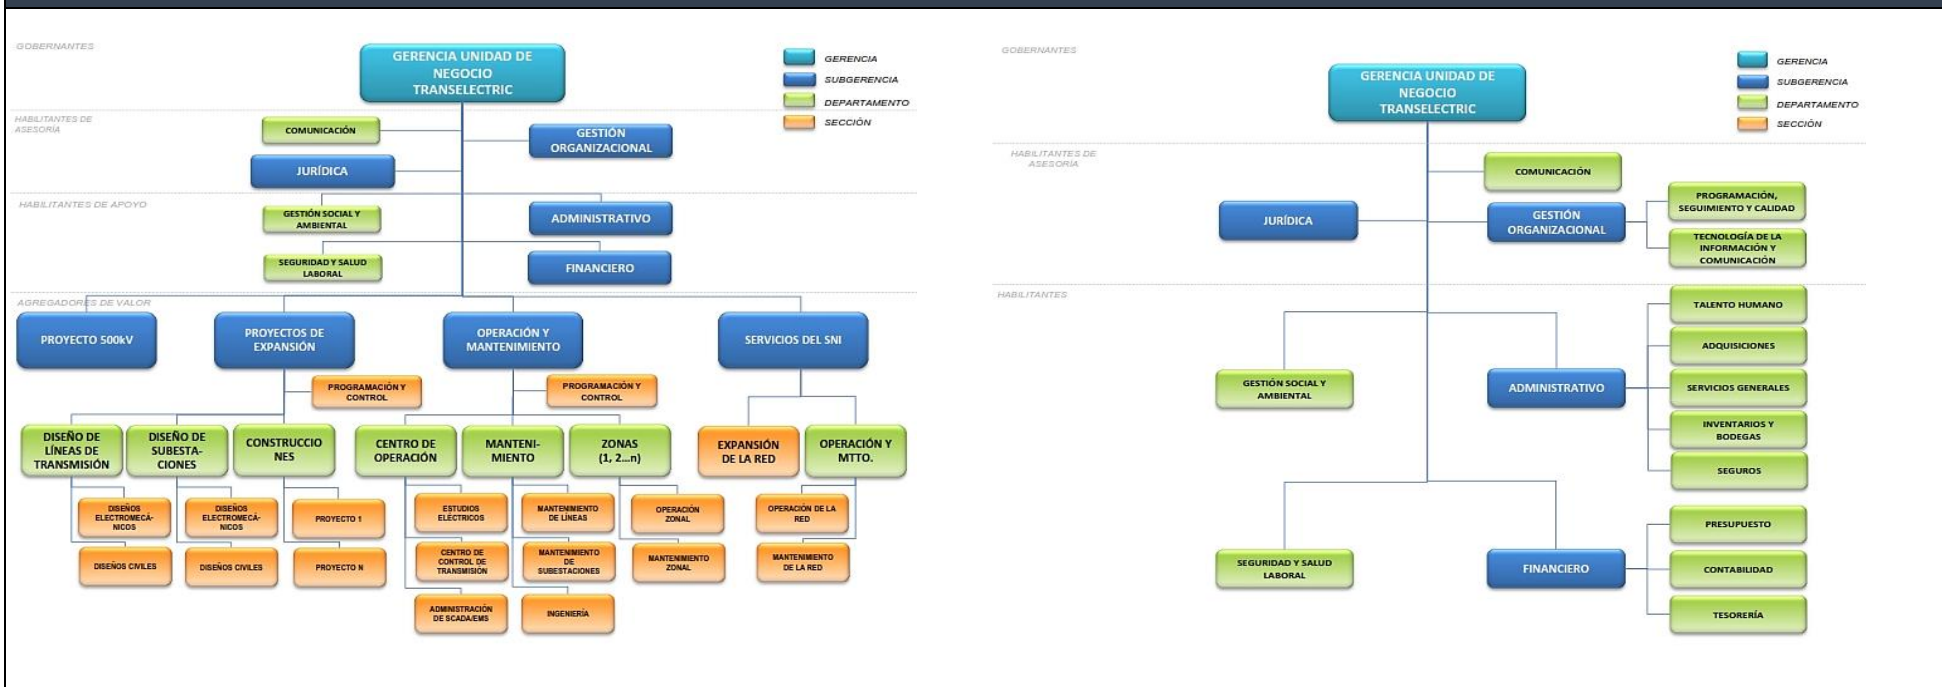 GOBERNANTES
GERENCIA UNIDAD DE
NEGOCIO
TRANSELECTRIC
GERENCIA
SUBGERENCIA
DEPARTAMENTO
SECCIÓN
HABILITANTES DE
ASESORÍA
COMUNICACIÓN
GESTIÓN
ORGANIZACIONAL
JURÍDICA
HABILITANTES DE APOYO
GESTIÓN SOCIAL Y
AMBIENTAL
ADMINISTRATIVO
SEGURIDAD Y SALUD
LABORAL
FINANCIERO
AGREGADORES DE VALOR
PROYECTO 500kV
PROYECTOS DE
EXPANSIÓN
OPERACIÓN Y
MANTENIMIENTO
SERVICIOS DEL SNI
PROGRAMACIÓN Y
CONTROL
PROGRAMACIÓN Y
CONTROL
DISEÑO DE
LÍNEAS DE
TRANSMISIÓN
DISEÑO DE
SUBESTA-
CIONES
CONSTRUCCIO
NES
CENTRO DE
OPERACIÓN
MANTENI-
MIENTO
ZONAS
(1, 2...n)
EXPANSIÓN
DE LA RED
OPERACIÓN Y
MTTO.
DISEÑOS
ELECTROMECÁ-
NICOS
DISEÑOS
ELECTROMECÁ-
NICOS
PROYECTO 1
ESTUDIOS
ELÉCTRICOS
MANTENIMIENTO
DE LÍNEAS
OPERACIÓN
ZONAL
OPERACIÓN DE LA
RED
DISEÑOS CIVILES
DISEÑOS CIVILES
PROYECTO N
CENTRO DE
CONTROL DE
TRANSMISIÓN
MANTENIMIENTO
DE
SUBESTACIONES
MANTENIMIENTO
ZONAL
MANTENIMIENTO
DE LA RED
ADMINISTRACIÓN
DE SCADA/EMS
INGENIERÍA
GOBERNANTES
GERENCIA UNIDAD DE
NEGOCIO
TRANSELECTRIC
GERENCIA
SUBGERENCIA
DEPARTAMENTO
SECCIÓN
HABILITANTES DE
ASESORÍA
COMUNICACIÓN
JURÍDICA
GESTIÓN
ORGANIZACIONAL
PROGRAMACIÓN,
SEGUIMIENTO Y CALIDAD
TECNOLOGÍA DE LA
INFORMACIÓN Y
COMUNICACIÓN
HABILITANTES
TALENTO HUMANO
ADQUISICIONES
GESTIÓN SOCIAL Y
AMBIENTAL
ADMINISTRATIVO
SERVICIOS GENERALES
INVENTARIOS Y
BODEGAS
SEGUROS
PRESUPUESTO
SEGURIDAD Y SALUD
LABORAL
FINANCIERO
CONTABILIDAD
TESORERÍA